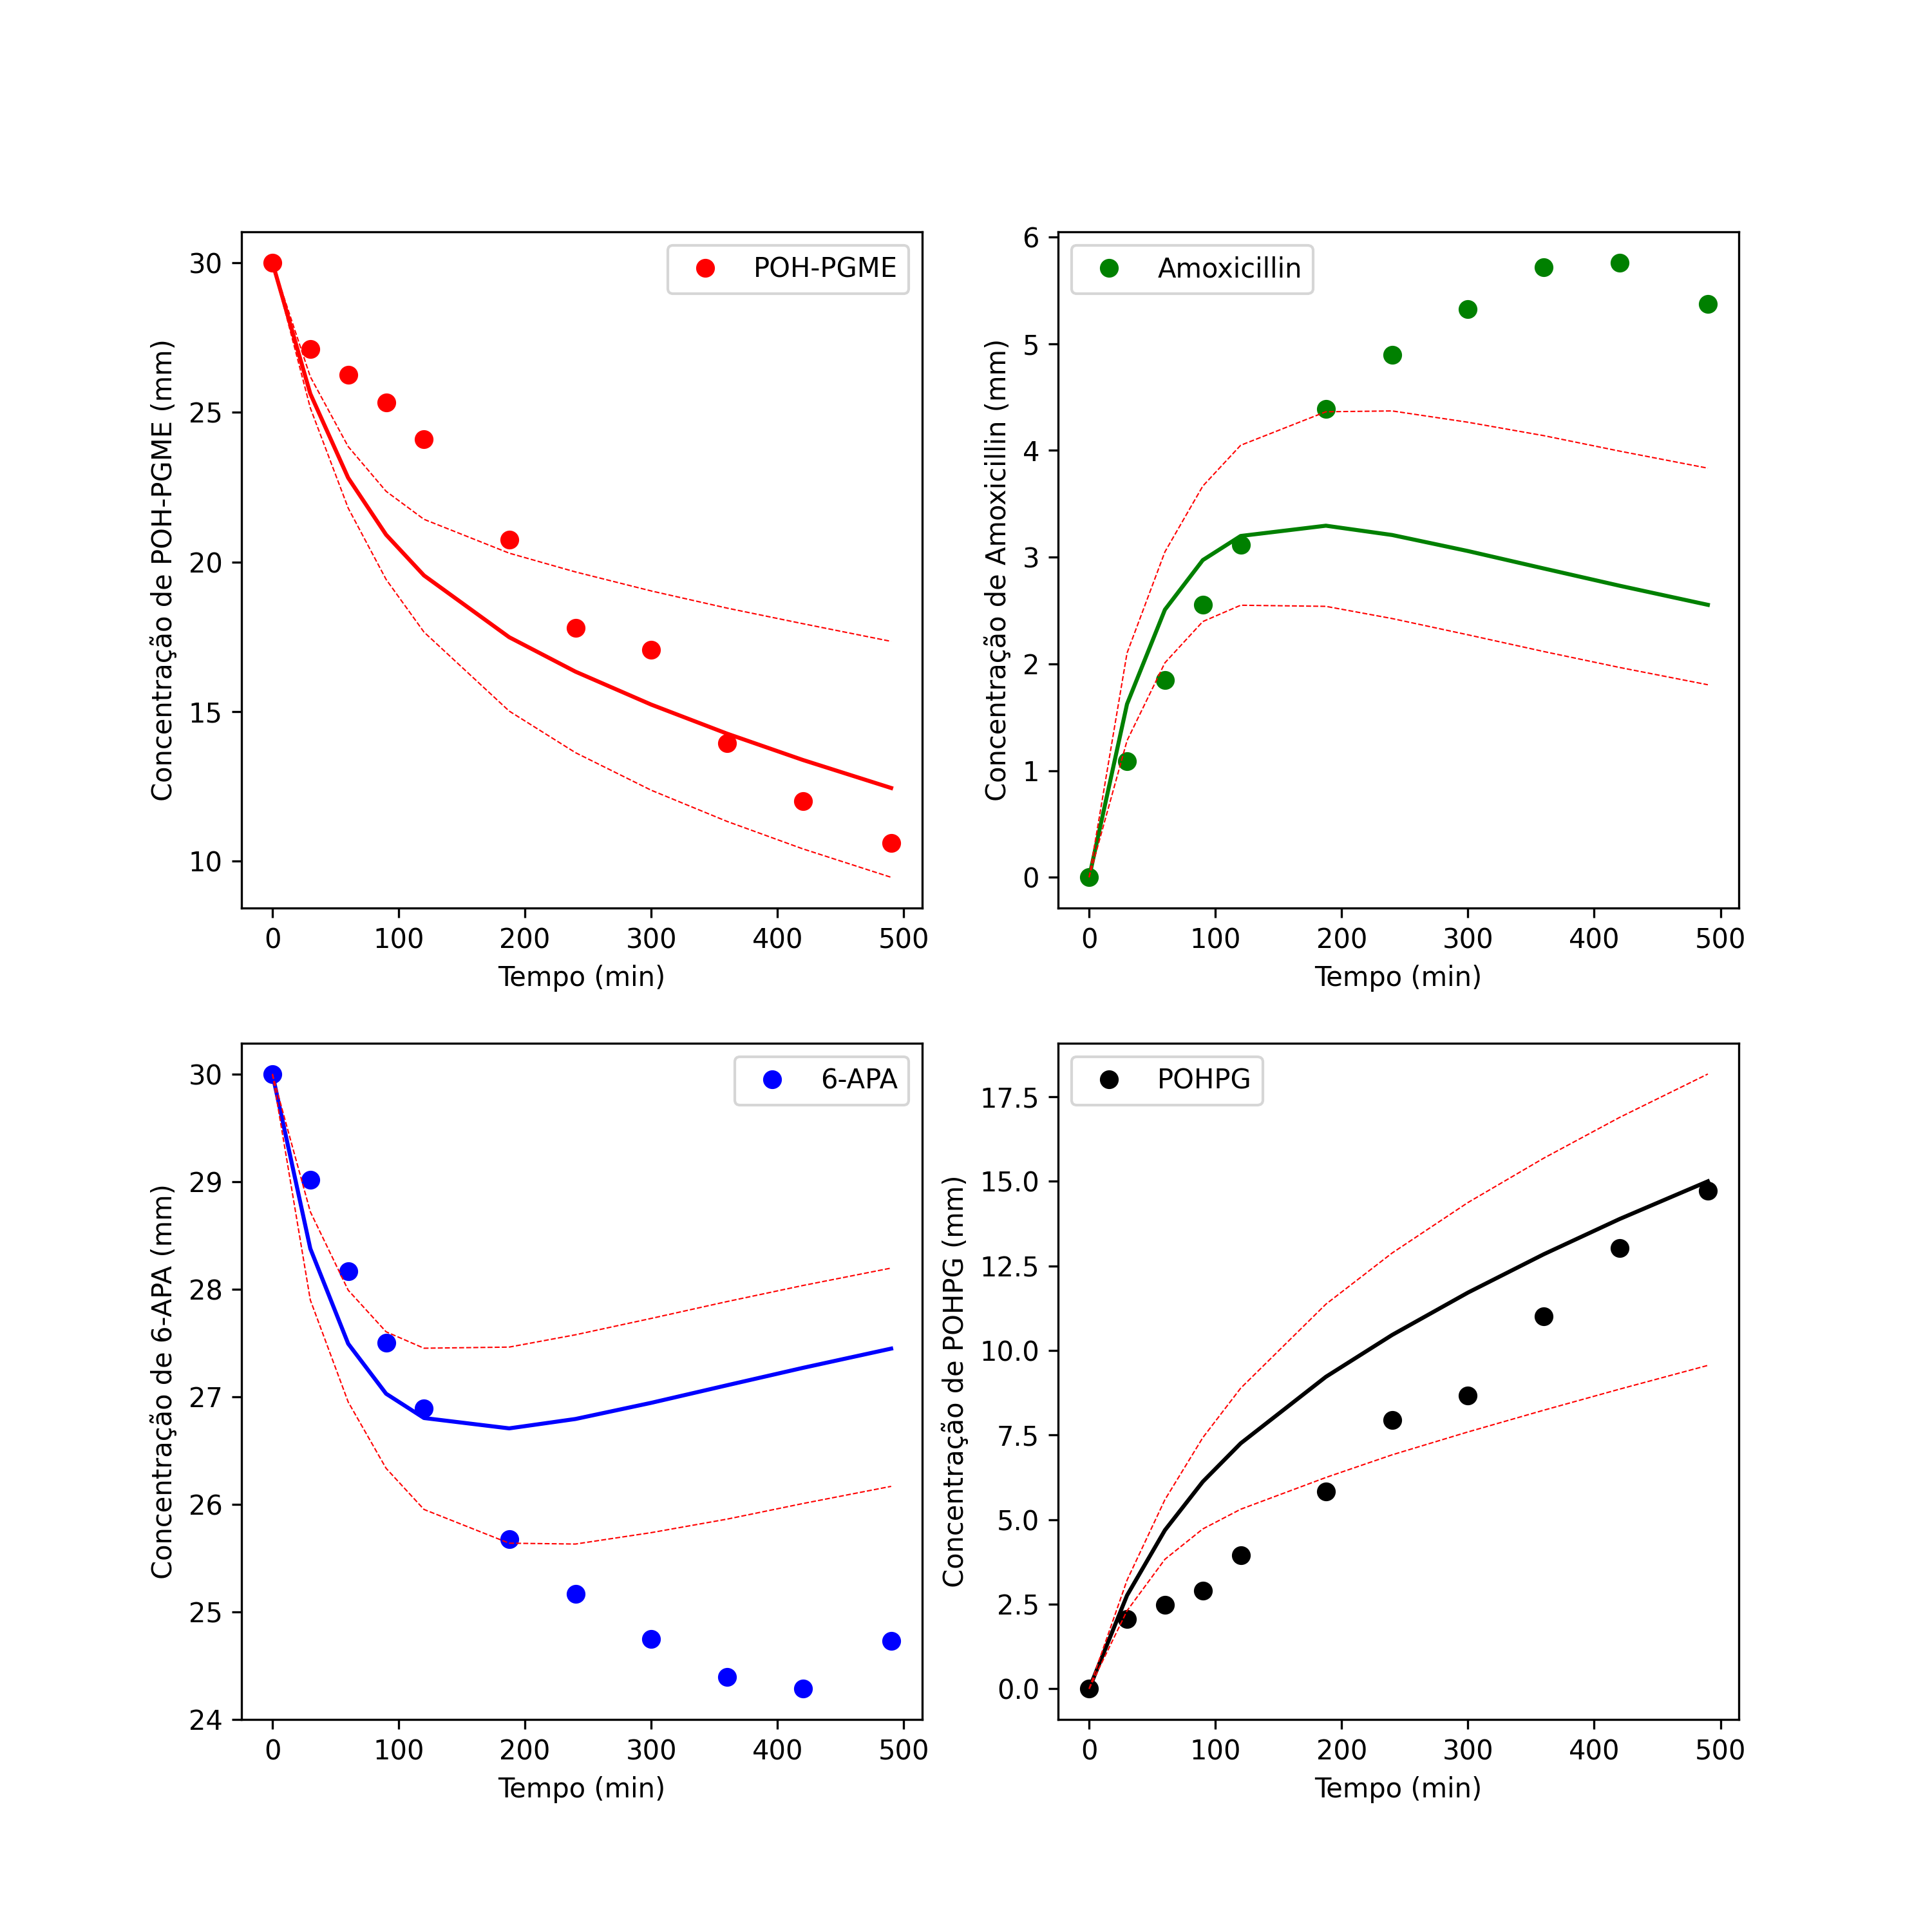 POH-PGME
Concentração de POH-PGME (mm)
30
25
20
15
10
0 100 200 300 400 500
Tempo (min)
Amoxicillin
Concentração de Amoxicillin (mm)
6
5
4
3
2
1
0
0 100 200 300 400 500
Tempo (min)
6-APA
Concentração de 6-APA (mm)
30
29
28
27
26
25
24
0 100 200 300 400 500
Tempo (min)
POHPG
Concentração de POHPG (mm)
17.5
15.0
12.5
10.0
7.5
5.0
2.5
0.0
0 100 200 300 400 500
Tempo (min)